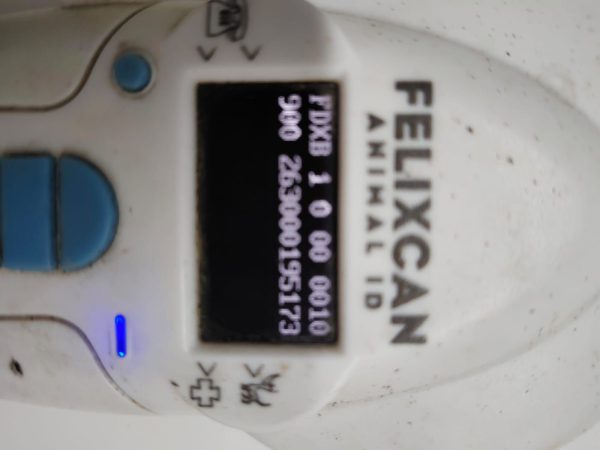 FELIXCAN
ANIMAL ID
FDXB 1 0 00 0010
900 263000195173